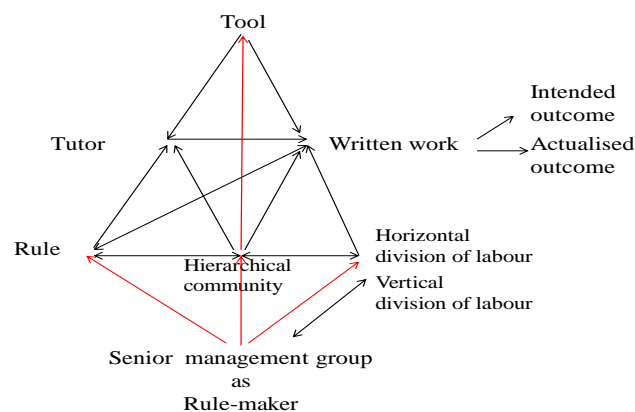 Tool
Intended
outcome
Tutor
Written work
Actualised
outcome
Rule
Hierarchical
community
Horizontal
division of labour
Vertical
division of labour
Senior management group
as
Rule-maker